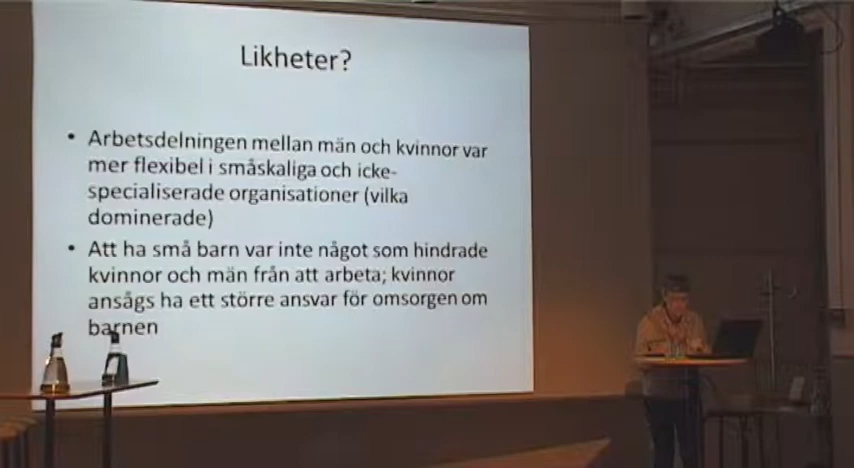 Likheter?
• Arbetsdelningen mellan män och kvinnor var
mer flexibel i småskaliga och icke-
specialiserade organisationer (vilka
dominerade)
• Att ha små barn var inte något som hindrade
kvinnor och män från att arbeta; kvinnor
ansågs ha ett större ansvar för omsorgen om
barnen